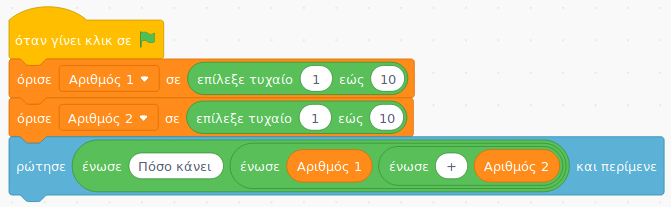 όταν γίνει κλικ σε
όρισε Αριθμός 1 σε επίλεξε τυχαίο 1 εώς 10
όρισε Αριθμός 2 σε επίλεξε τυχαίο 1 εώς 10
ρώτησε ένωσε Πόσο κάνει ένωσε Αριθμός 1 ένωσε + Αριθμός 2 και περίμενε